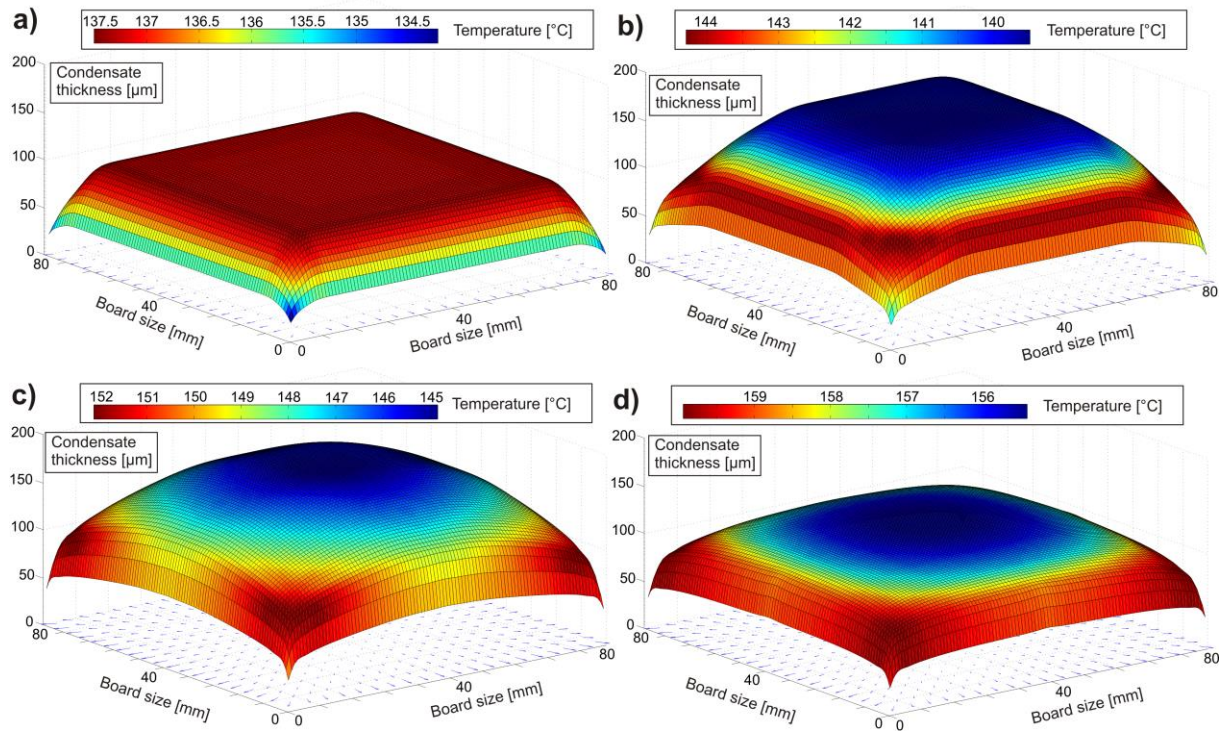 a)
137.5 137 136.5 136 135.5 135 134.5 Temperature [°C]
Condensate
thickness [µm]
200
150
100
50
0
80
40
0
Board size [mm]
0
40
80
Board size [mm]
b)
144 143 142 141 140 Temperature [°C]
Condensate
thickness [µm]
200
150
100
50
0
80
40
0
Board size [mm]
0
40
80
Board size [mm]
c)
152 151 150 149 148 147 146 145 Temperature [°C]
Condensate
thickness [µm]
200
150
100
50
0
80
40
0
Board size [mm]
0
40
80
Board size [mm]
d)
159 158 157 156 Temperature [°C]
Condensate
thickness [µm]
200
150
100
50
0
80
40
0
Board size [mm]
0
40
80
Board size [mm]